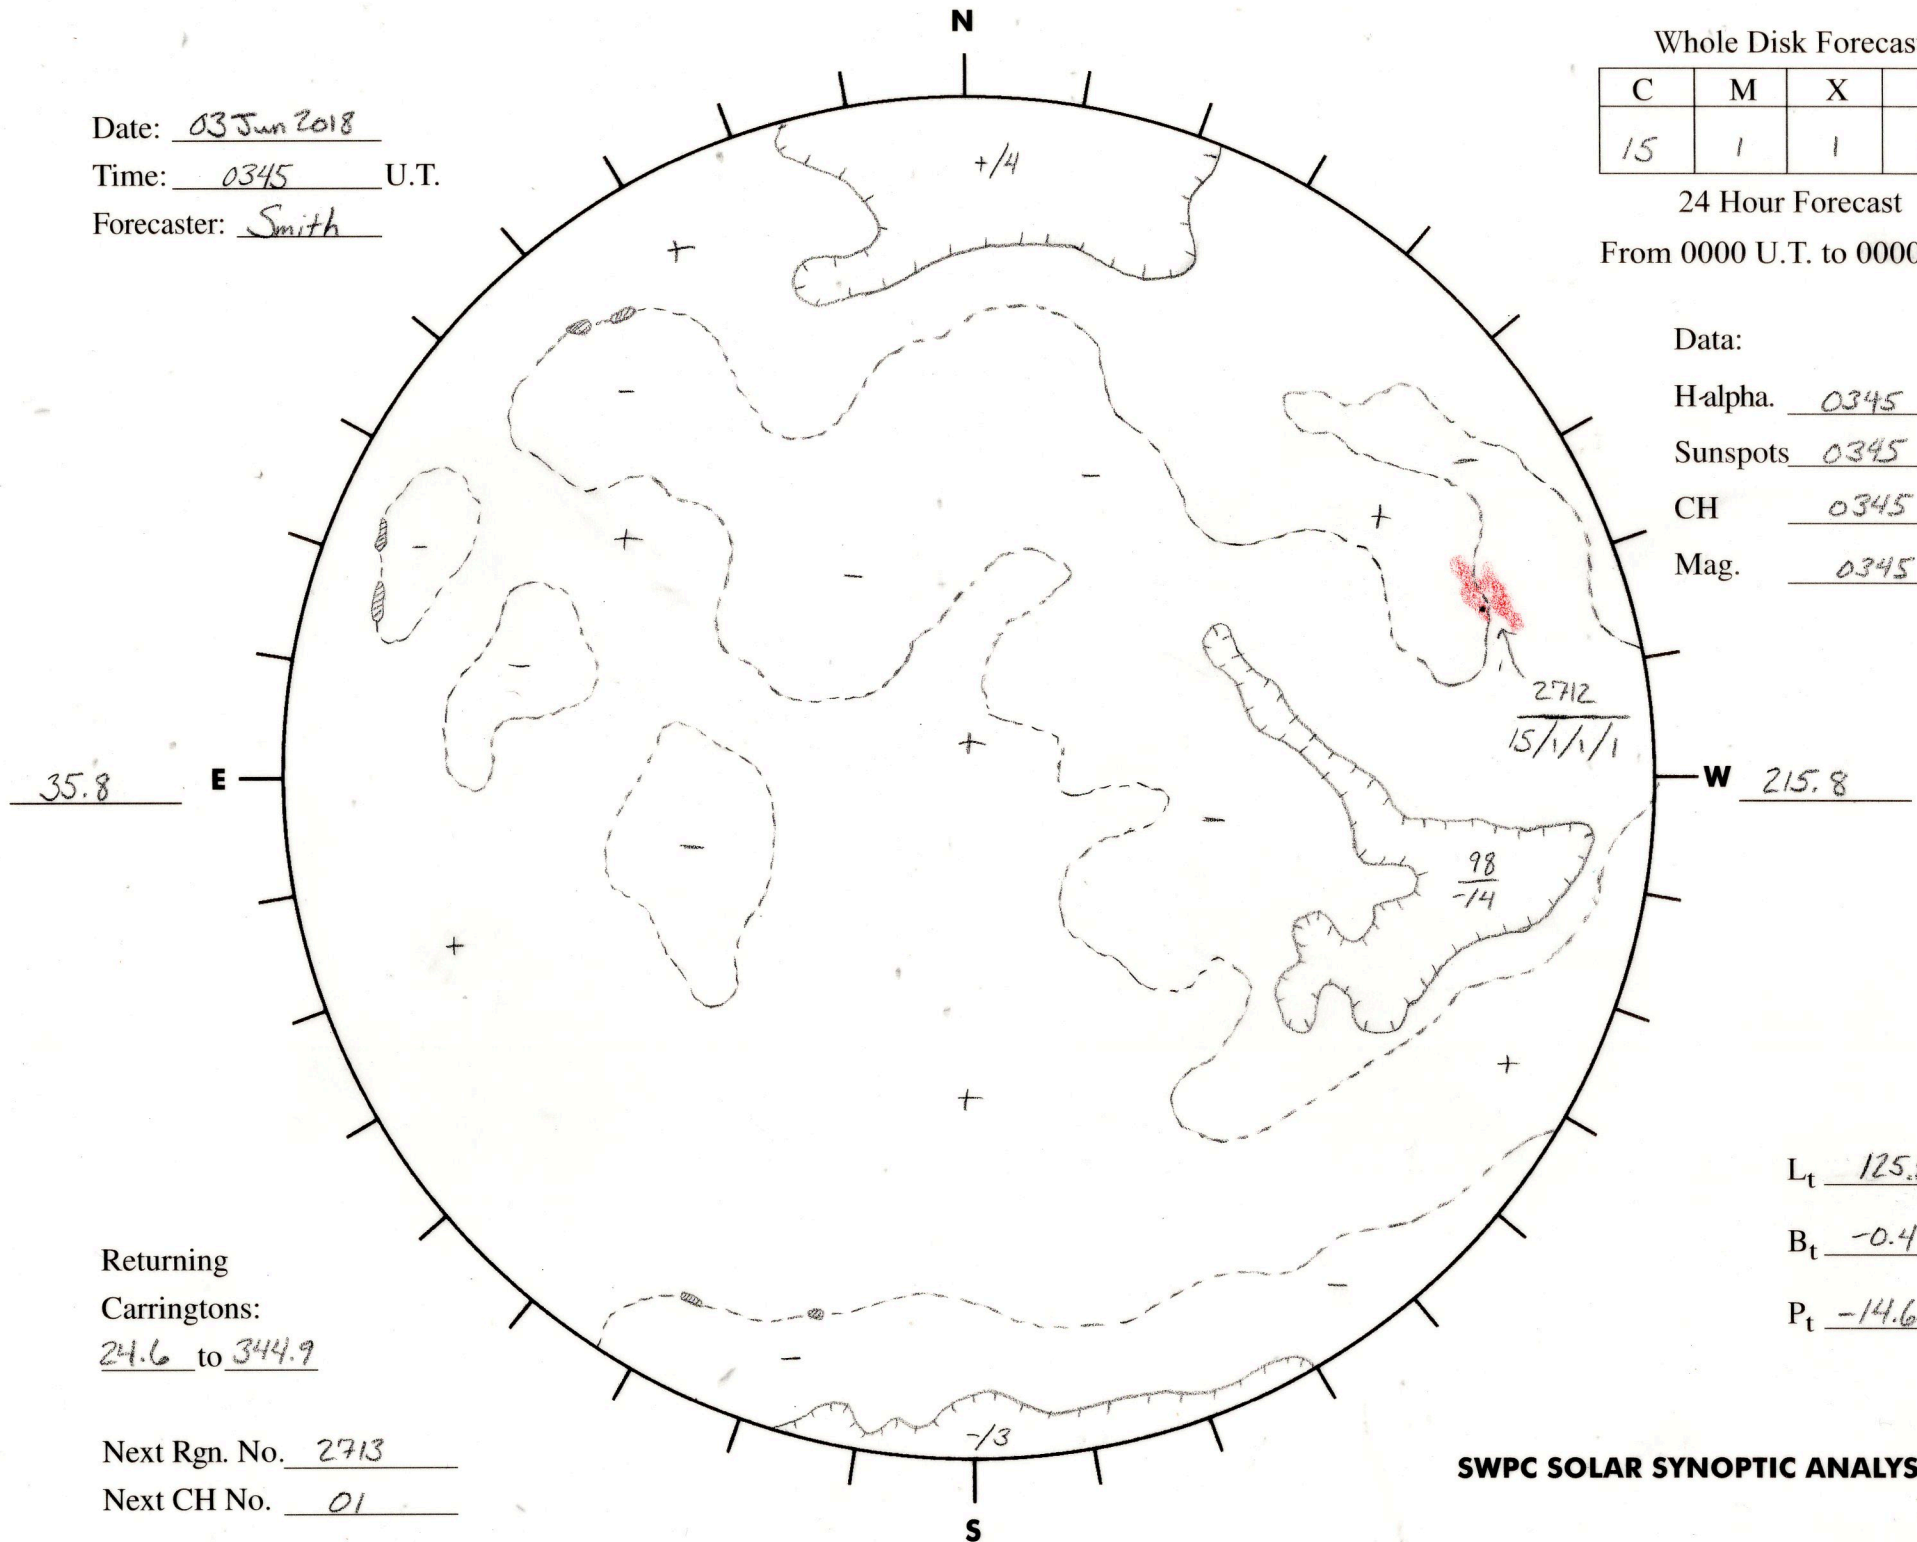 N
Whole Disk Forecas
C M X
15 1 1
24 Hour Forecast
From 0000 U.T. to 0000
Date: 03 Jun 2018
Time: 0345 U.T.
Forecaster: Smith
+/4
+
Data:
H-alpha. 0345
Sunspots 0345
CH 0345
Mag. 0345
-
-
-
+
+
-
-
-
2712
15/1/1/1
+
35.8 E
W 215.8
-
-
98
-/4
+
+
+
Lt 125.
Bt -0.4
Pt -14.6
Returning
Carringtons:
24.6 to 344.9
-
-
-/3
Next Rgn. No. 2713
Next CH No. 01
SWPC SOLAR SYNOPTIC ANALYS
S